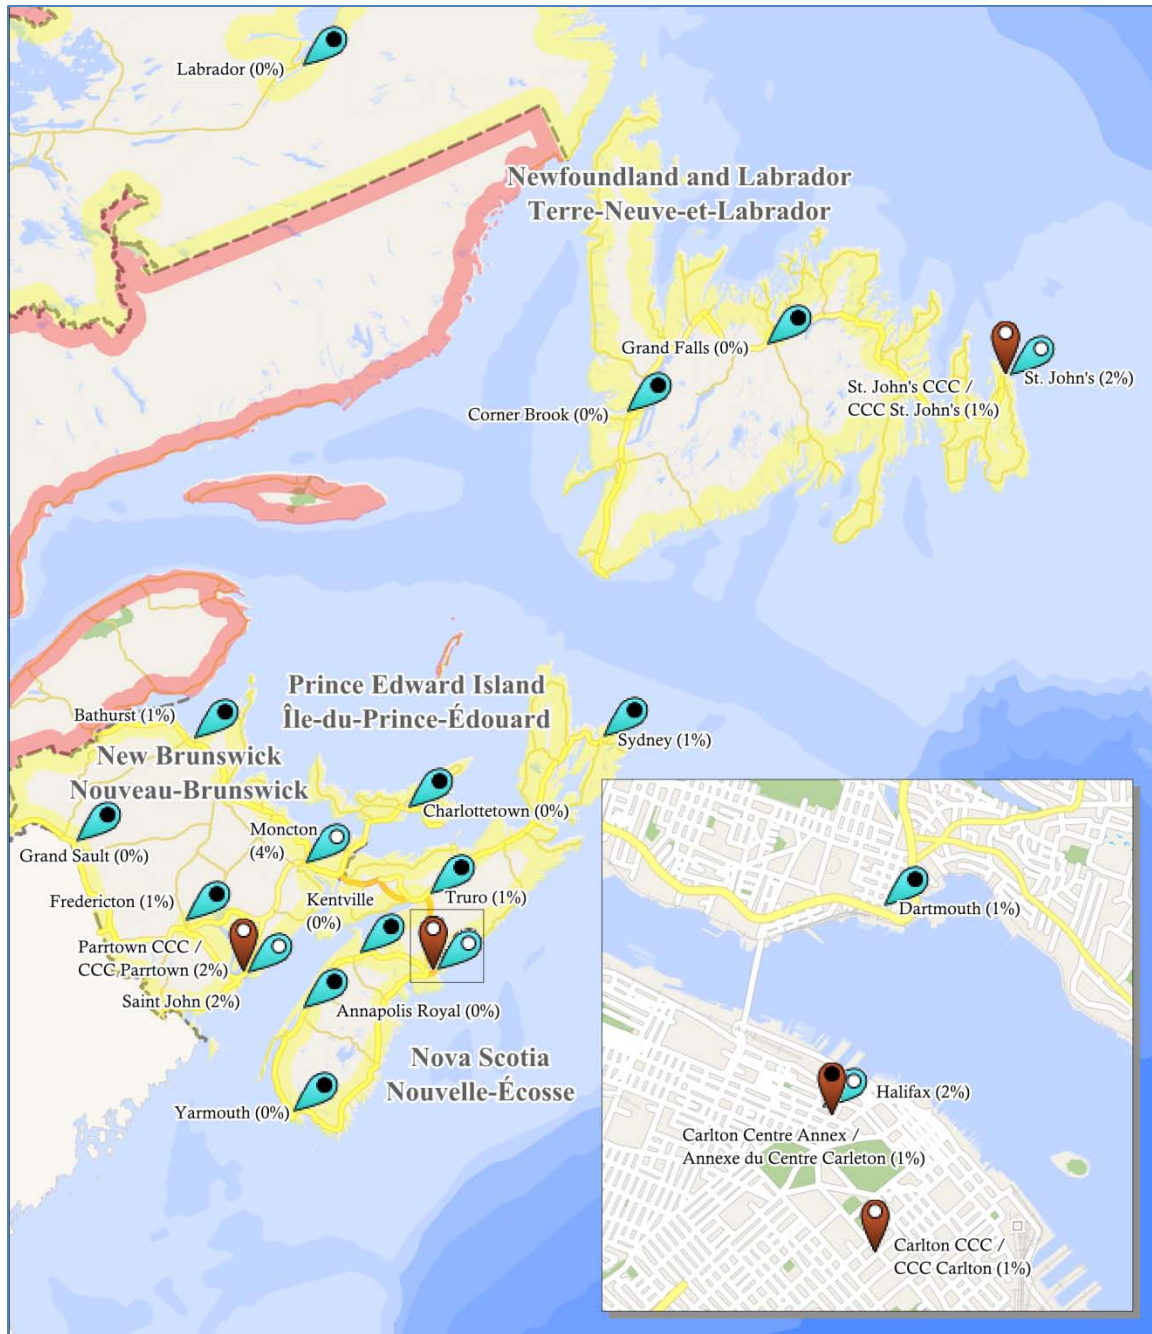 Labrador (0%)
Newfoundland and Labrador
Terre-Neuve-et-Labrador
Grand Falls (0%)
St. John's CCC /
CCC St. John's (1%)
St. John's (2%)
Corner Brook (0%)
Prince Edward Island
Île-du-Prince-Édouard
Bathurst (1%)
New Brunswick
Nouveau-Brunswick
Sydney (1%)
Charlottetown (0%)
Moncton
(4%)
Grand Sault (0%)
Kentville
(0%)
Truro (1%)
Fredericton (1%)
Parrtown CCC /
CCC Parrtown (2%)
Saint John (2%)
Annapolis Royal (0%)
Nova Scotia
Nouvelle-Écosse
Yarmouth (0%)
Dartmouth (1%)
Halifax (2%)
Carlton Centre Annex /
Annexe du Centre Carleton (1%)
Carlton CCC /
CCC Carlton (1%)